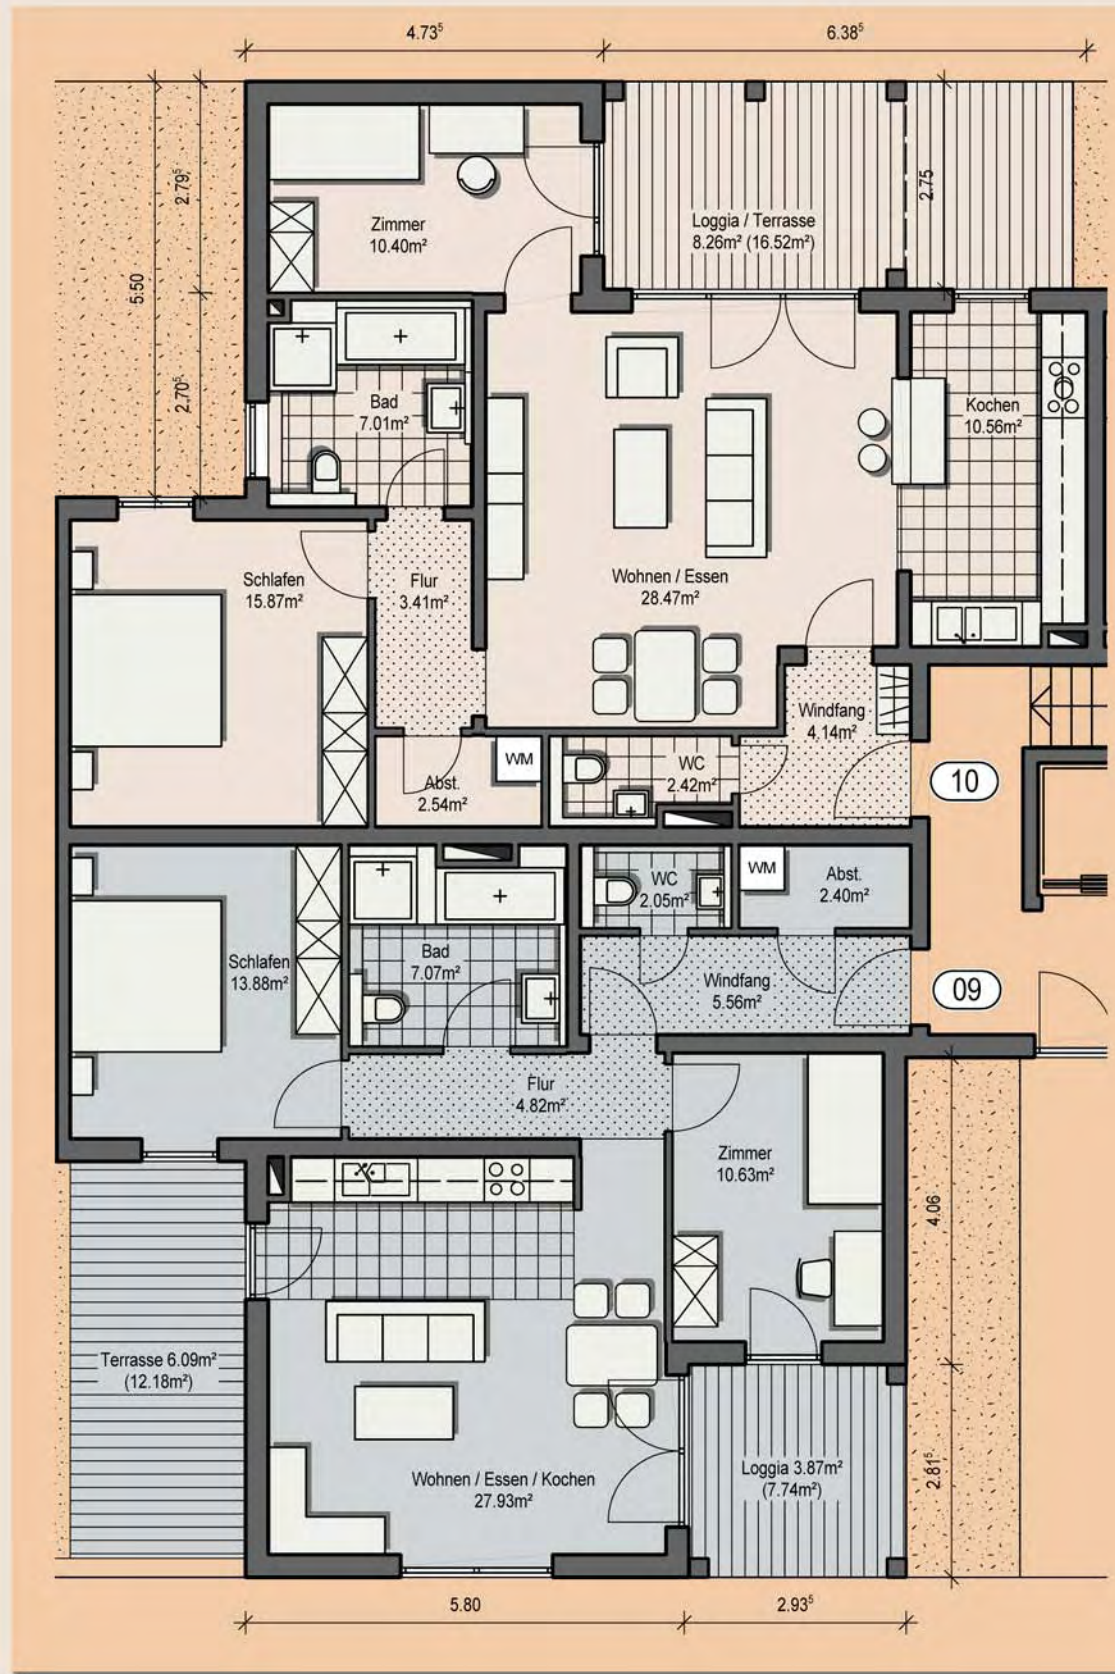 4.73⁵
6.38⁵
2.79⁵
5.50
2.75
Zimmer
10.40m²
Loggia / Terrasse
8.26m² (16.52m²)
2.70⁵
Bad
7.01m²
Kochen
10.56m²
Schlafen
15.87m²
Flur
3.41m²
Wohnen / Essen
28.47m²
Windfang
4.14m²
WM
Abst.
2.54m²
WC
2.42m²
10
WC
2.05m²
WM
Abst.
2.40m²
Schlafen
13.88m²
Bad
7.07m²
Windfang
5.56m²
09
Flur
4.82m²
Zimmer
10.63m²
4.06
Terrasse 6.09m²
(12.18m²)
Wohnen / Essen / Kochen
27.93m²
Loggia 3.87m²
(7.74m²)
2.81⁵
5.80
2.93⁵